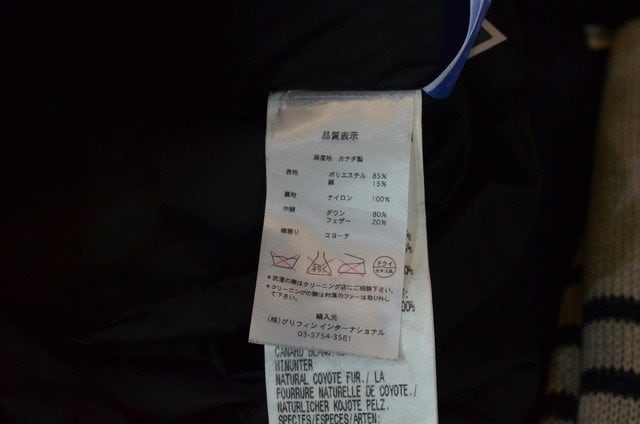 品質表示
原産地 カナダ製
表地 ポリエステル 85%
綿 15%
裏地 ナイロン 100%
中綿 ダウン 80%
フェザー 20%
裾周り コヨーテ
ドライ
*洗濯の際はクリーニング店にご相談下さい。
*クリーニングの際は付属のファーは取り外し
て下さい。
輸入元
(株)グリフィン インターナショナル
03-5754-3561
CANARD
HINUNTER
NATURAL COYOTE FUR. / LA
FOURRURE NATURELLE DE COYOTE. /
NATÜRLICHER KOJOTE PELZ.
SPECIES/ESPECES/ARTEN: